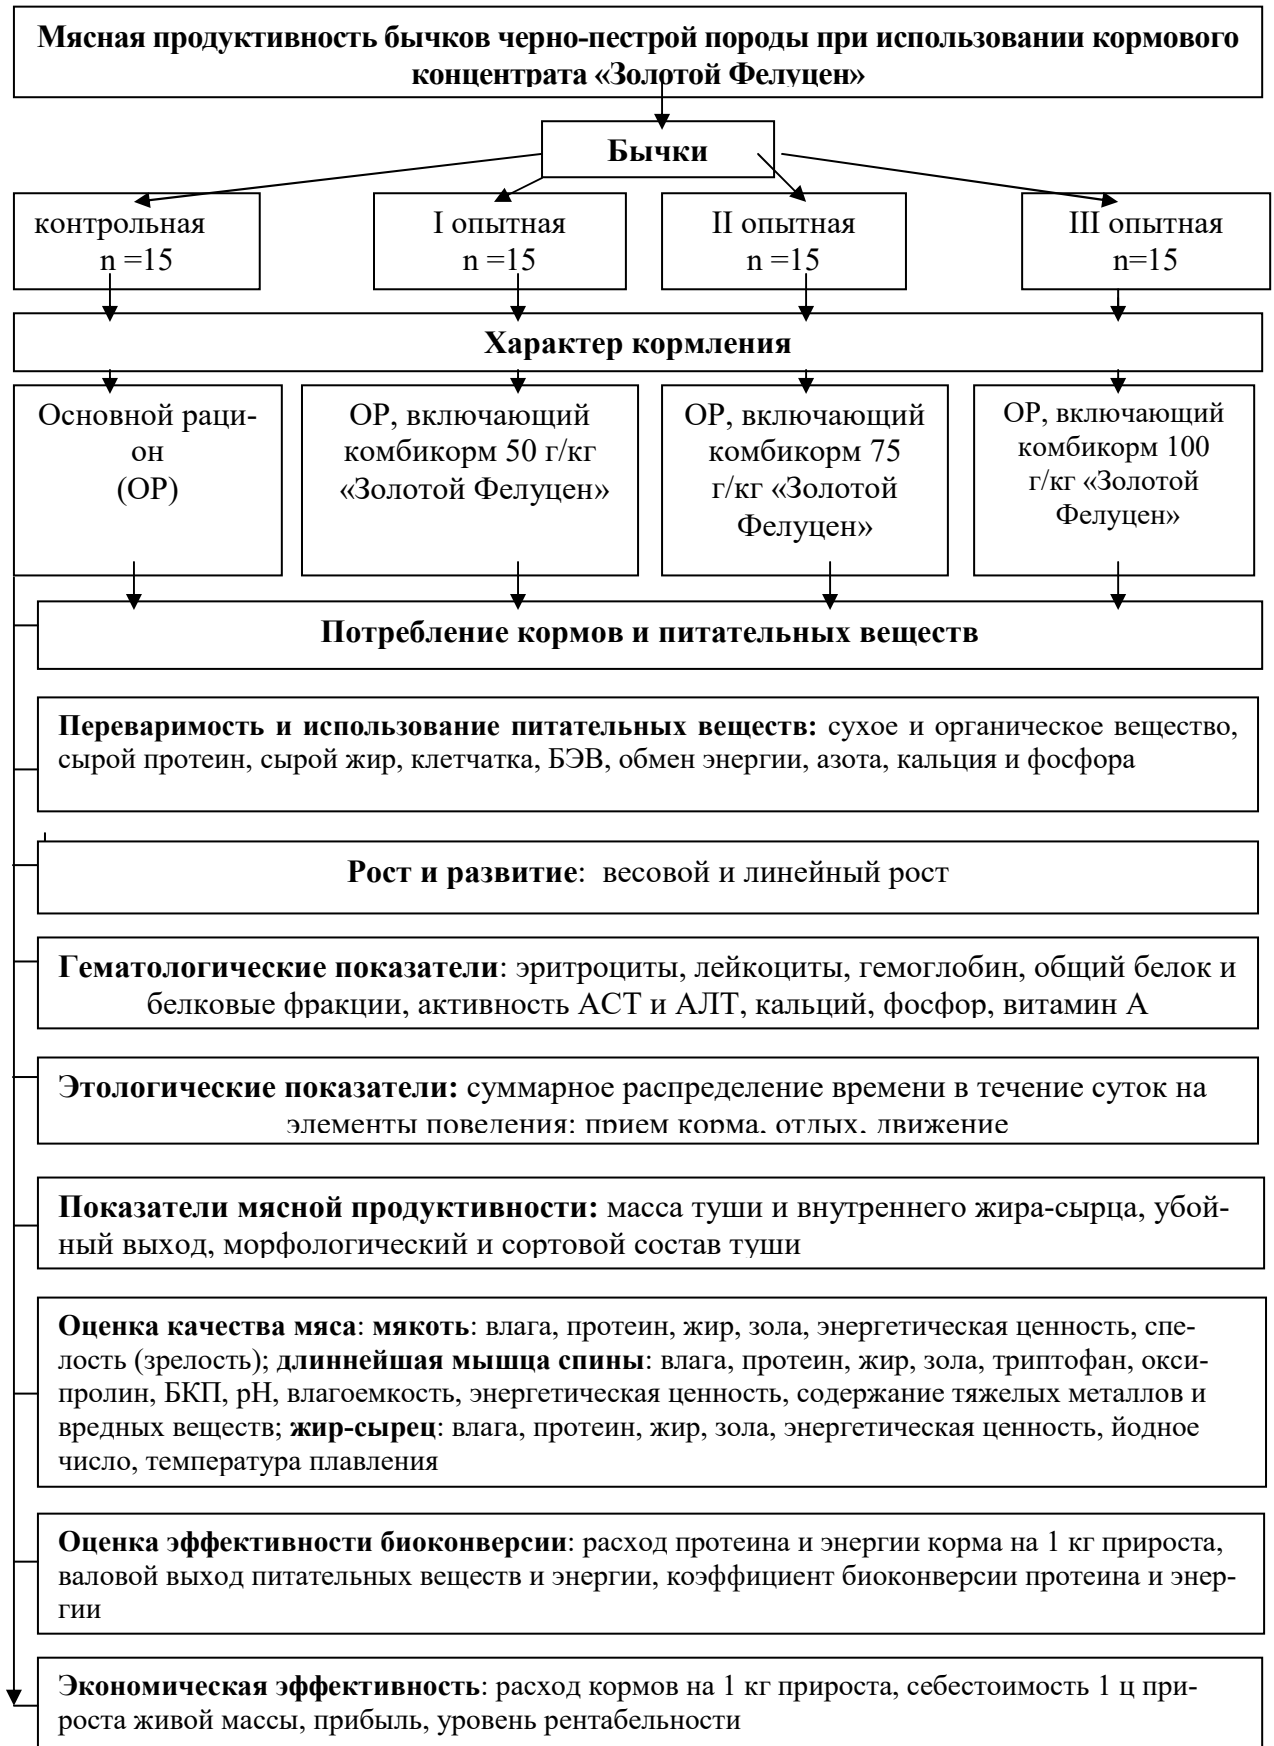 Мясная продуктивность бычков черно-пестрой породы при использовании кормового
концентрата «Золотой Фелуцен»
Бычки
контрольная
n =15
I опытная
n =15
II опытная
n =15
III опытная
n=15
Характер кормления
Основной раци-
он
(ОР)
ОР, включающий
комбикорм 50 г/кг
«Золотой Фелуцен»
ОР, включающий
комбикорм 75
г/кг «Золотой
Фелуцен»
ОР, включающий
комбикорм 100
г/кг «Золотой
Фелуцен»
Потребление кормов и питательных веществ
Переваримость и использование питательных веществ: сухое и органическое вещество,
сырой протеин, сырой жир, клетчатка, БЭВ, обмен энергии, азота, кальция и фосфора
Рост и развитие: весовой и линейный рост
Гематологические показатели: эритроциты, лейкоциты, гемоглобин, общий белок и
белковые фракции, активность АСТ и АЛТ, кальций, фосфор, витамин А
Этологические показатели: суммарное распределение времени в течение суток на
элементы поведения: прием корма, отдых, движение
Показатели мясной продуктивности: масса туши и внутреннего жира-сырца, убой-
ный выход, морфологический и сортовой состав туши
Оценка качества мяса: мякоть: влага, протеин, жир, зола, энергетическая ценность, спе-
лость (зрелость); длиннейшая мышца спины: влага, протеин, жир, зола, триптофан, окси-
пролин, БКП, pH, влагоемкость, энергетическая ценность, содержание тяжелых металлов и
вредных веществ; жир-сырец: влага, протеин, жир, зола, энергетическая ценность, йодное
число, температура плавления
Оценка эффективности биоконверсии: расход протеина и энергии корма на 1 кг прироста,
валовой выход питательных веществ и энергии, коэффициент биоконверсии протеина и энер-
гии
Экономическая эффективность: расход кормов на 1 кг прироста, себестоимость 1 ц при-
роста живой массы, прибыль, уровень рентабельности